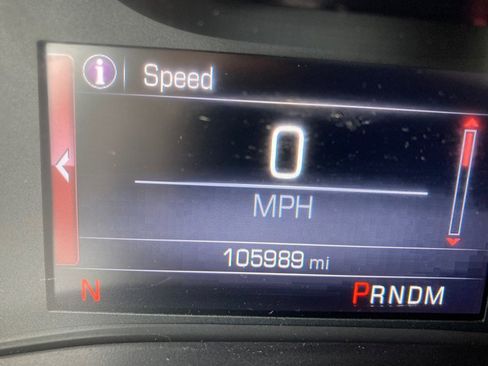 i Speed
0
MPH
105989 mi
N PRNDM